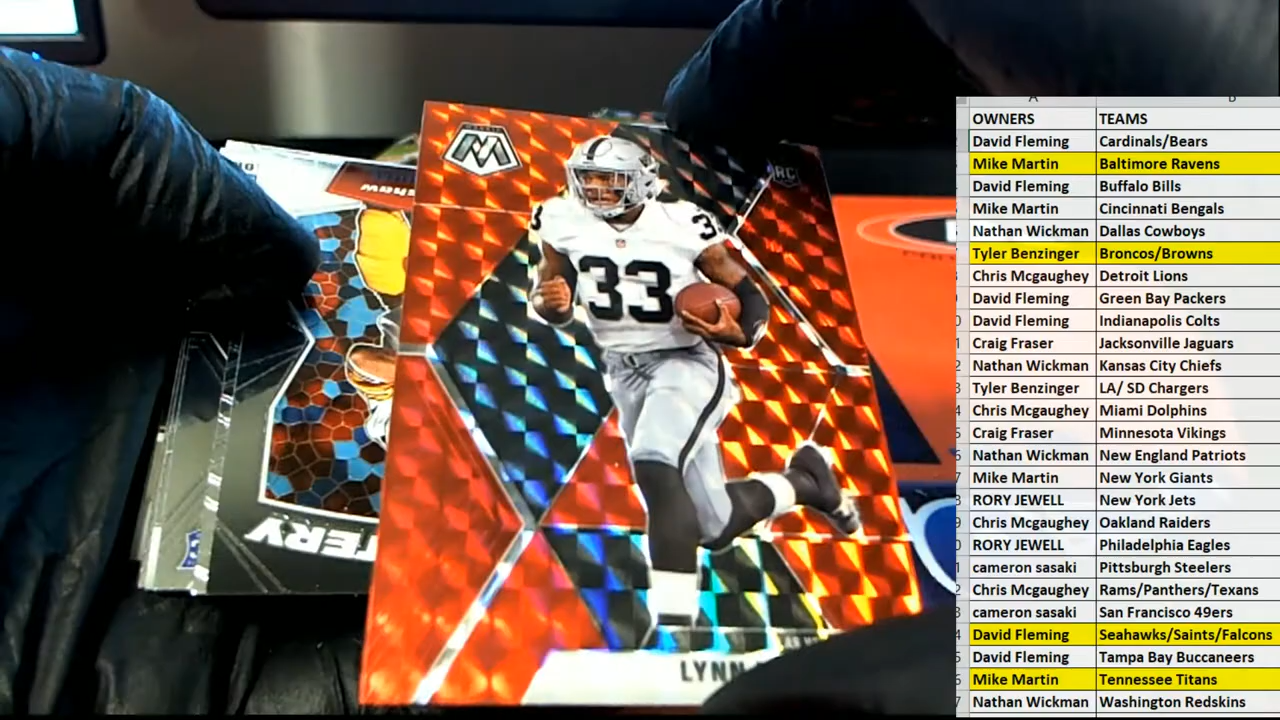 A B
OWNERS TEAMS
David Fleming Cardinals/Bears
Mike Martin Baltimore Ravens
David Fleming Buffalo Bills
Mike Martin Cincinnati Bengals
Nathan Wickman Dallas Cowboys
Tyler Benzinger Broncos/Browns
Chris Mcgaughey Detroit Lions
David Fleming Green Bay Packers
David Fleming Indianapolis Colts
Craig Fraser Jacksonville Jaguars
Nathan Wickman Kansas City Chiefs
Tyler Benzinger LA/ SD Chargers
Chris Mcgaughey Miami Dolphins
Craig Fraser Minnesota Vikings
Nathan Wickman New England Patriots
Mike Martin New York Giants
RORY JEWELL New York Jets
Chris Mcgaughey Oakland Raiders
RORY JEWELL Philadelphia Eagles
cameron sasaki Pittsburgh Steelers
Chris Mcgaughey Rams/Panthers/Texans
cameron sasaki San Francisco 49ers
David Fleming Seahawks/Saints/Falcons
David Fleming Tampa Bay Buccaneers
Mike Martin Tennessee Titans
Nathan Wickman Washington Redskins
M
RC
33
33
LYNN
TERY